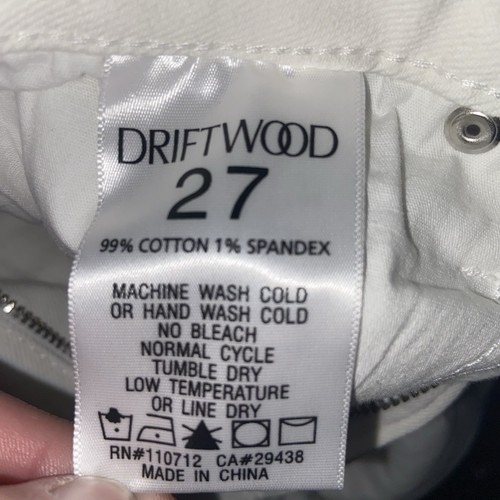 DRIFTWOOD
27
99% COTTON 1% SPANDEX
MACHINE WASH COLD
OR HAND WASH COLD
NO BLEACH
NORMAL CYCLE
TUMBLE DRY
LOW TEMPERATURE
OR LINE DRY
RN#110712 CA#29438
MADE IN CHINA